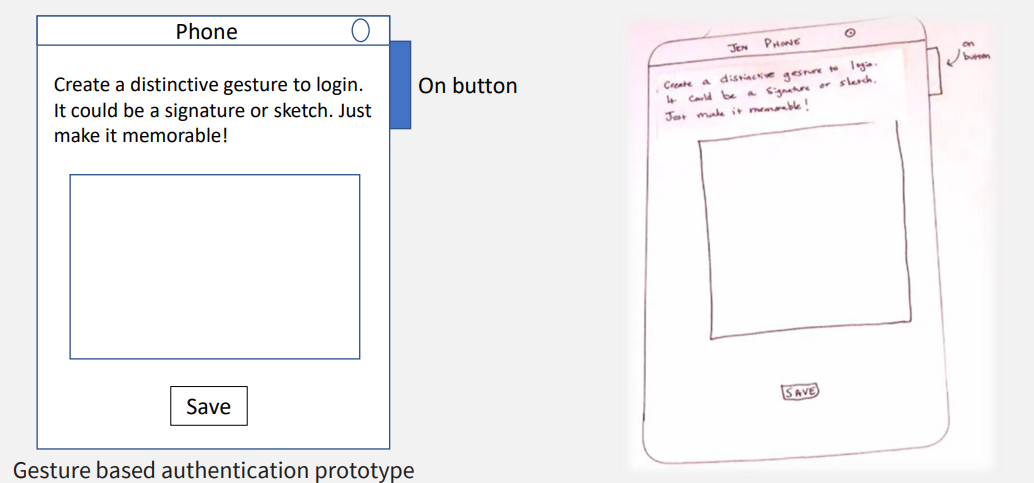 Phone
Create a distinctive gesture to login.
It could be a signature or sketch. Just
make it memorable!
On button
Save
Gesture based authentication prototype
JEN PHONE
on
button
Create a distinctive gesture to login.
It could be a signature or sketch.
Just make it memorable!
SAVE